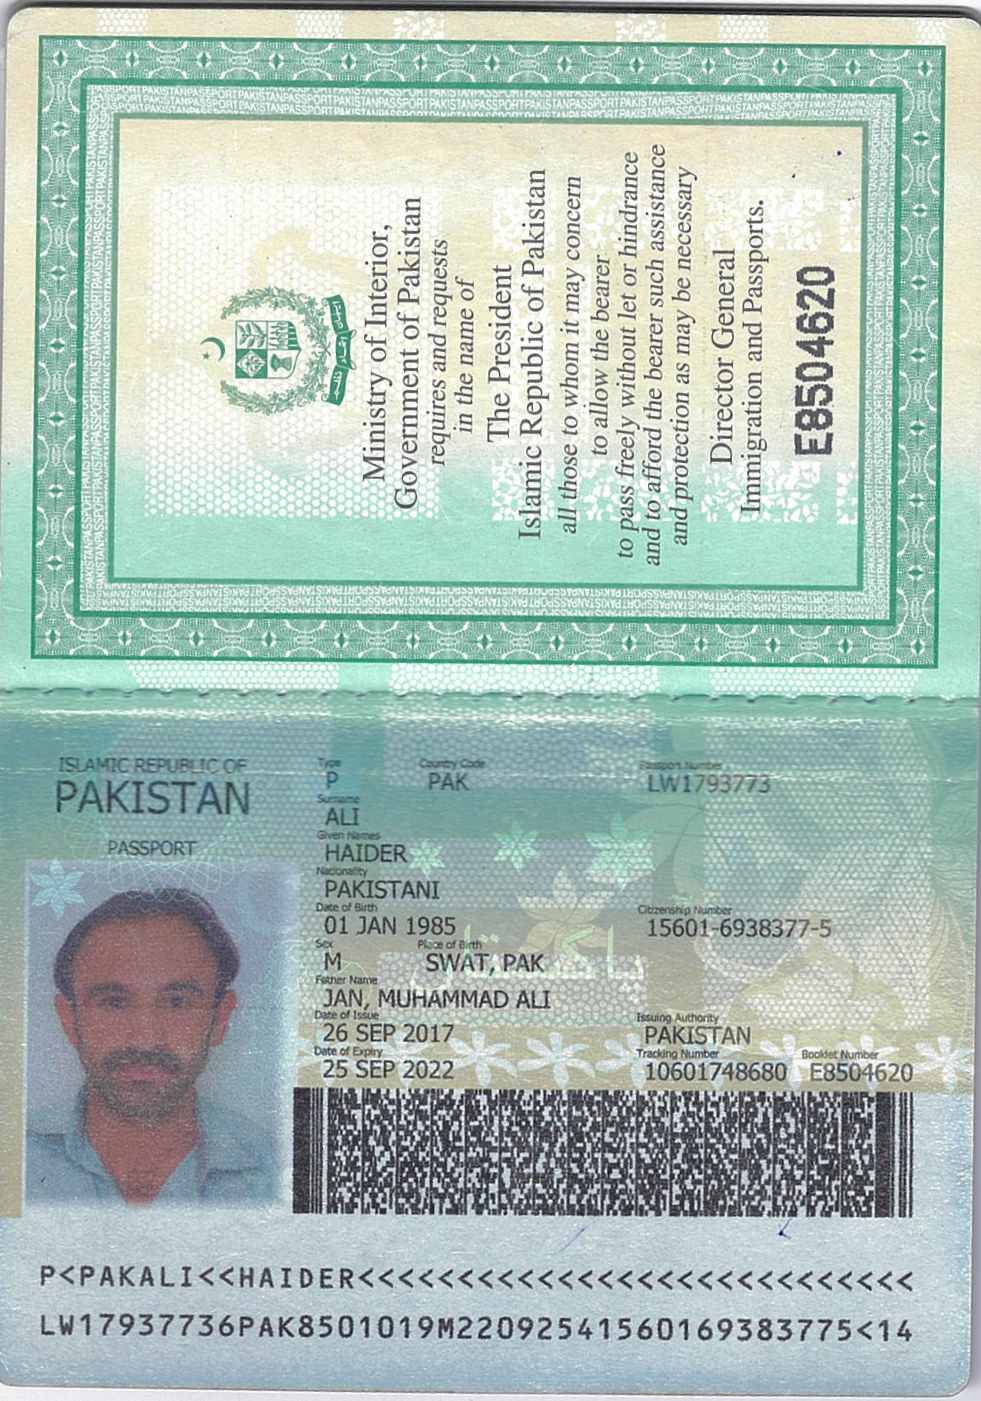 Ministry of Interior,
Government of Pakistan
requires and requests
in the name of
The President
Islamic Republic of Pakistan
all those to whom it may concern
to allow the bearer
to pass freely without let or hindrance
and to afford the bearer such assistance
and protection as may be necessary
Director General
Immigration and Passports.
E8504620
ISLAMIC REPUBLIC OF
PAKISTAN
PASSPORT
Type Country Code Passport Number
P PAK LW1793773
Surname
ALI
Given Names
HAIDER
Nationality
PAKISTANI
Date of Birth Citizenship Number
01 JAN 1985 15601-6938377-5
Sex Place of Birth
M SWAT, PAK
پاکستان
Father Name
JAN, MUHAMMAD ALI
Date of Issue Issuing Authority
26 SEP 2017 PAKISTAN
Date of Expiry Tracking Number Booklet Number
25 SEP 2022 10601748680 E8504620
P<PAKALI<<HAIDER<<<<<<<<<<<<<<<<<<<<<<<<<<<<
LW17937736PAK8501019M22092541560169383775<14